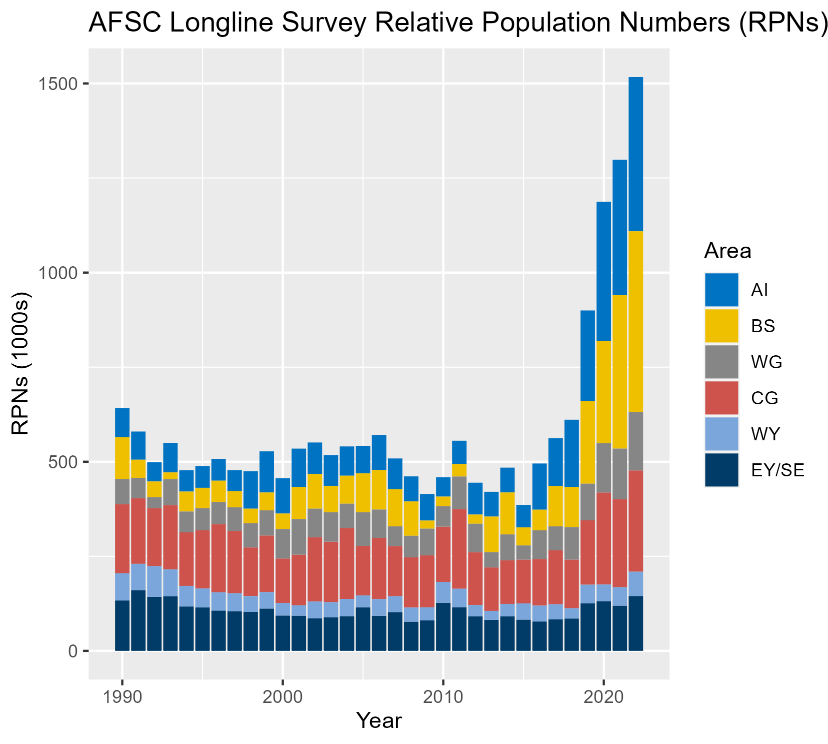 AFSC Longline Survey Relative Population Numbers (RPNs)
1500
1000
500
0
RPNs (1000s)
1990
2000
2010
2020
Year
Area
AI
BS
WG
CG
WY
EY/SE